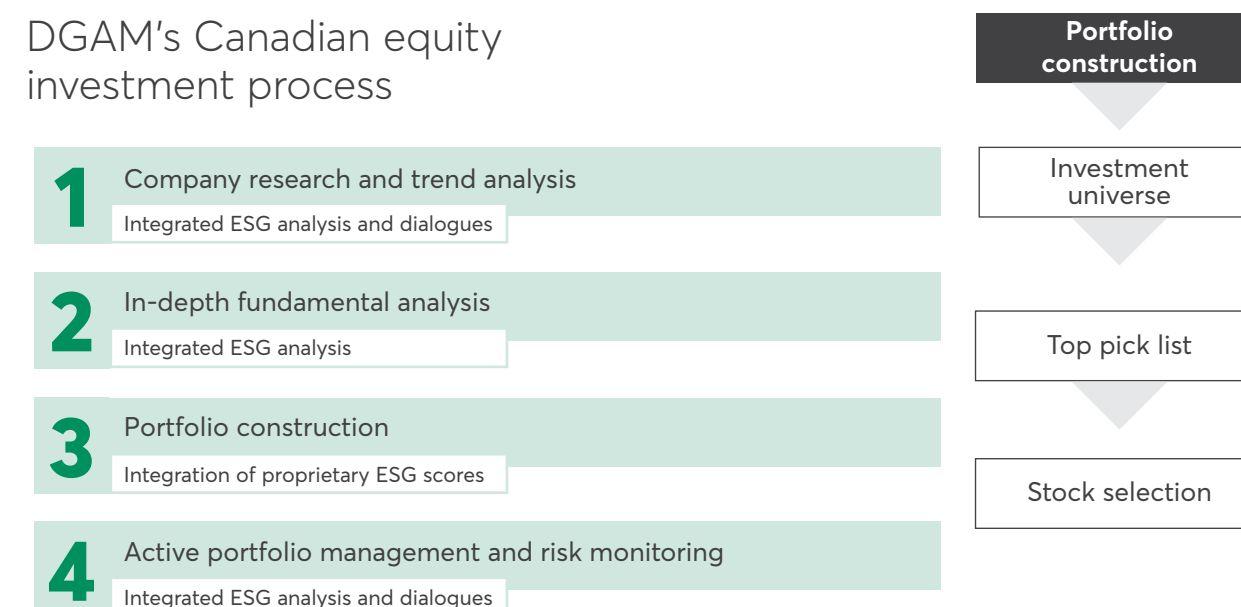 DGAM's Canadian equity
investment process
1
Company research and trend analysis
Integrated ESG analysis and dialogues
2
In-depth fundamental analysis
Integrated ESG analysis
3
Portfolio construction
Integration of proprietary ESG scores
4
Active portfolio management and risk monitoring
Integrated ESG analysis and dialogues
Portfolio
construction
Investment
universe
Top pick list
Stock selection